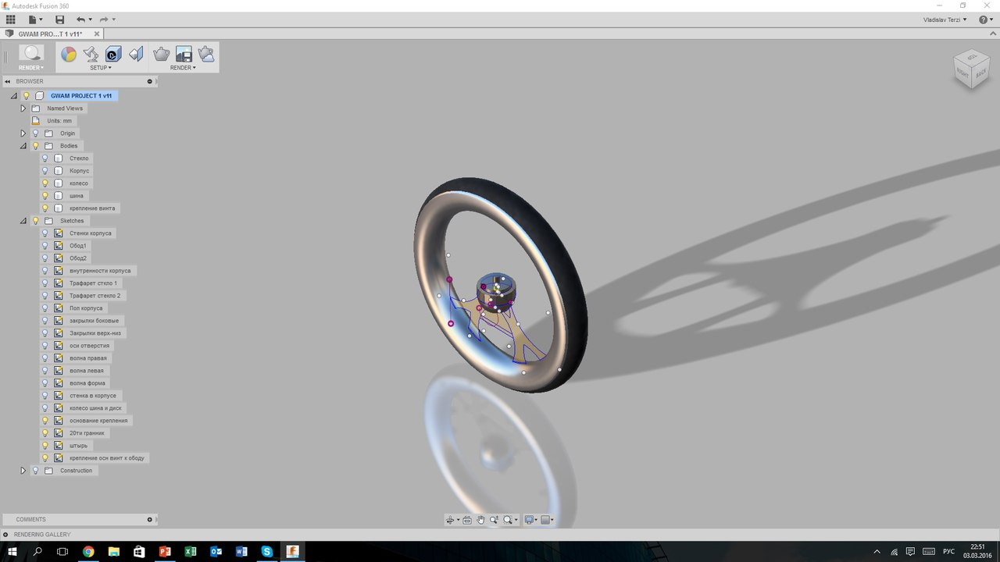 Autodesk Fusion 360
Vladislav Terzi
GWAM PRO...T 1 v11*
RENDER
SETUP
RENDER
TOP
RIGHT
BACK
BROWSER
GWAM PROJECT 1 v11
Named Views
Units: mm
Origin
Bodies
Стекло
Корпус
колесо
шина
крепление винта
Sketches
Стенки корпуса
Обод1
Обод2
внутренности корпуса
Трафарет сткло 1
Трафарет стекло 2
Пол корпуса
закрылки боковые
Закрылки верх-низ
оси отверстия
волна правая
волна левая
волна форма
стенка в корпусе
колесо шина и диск
основание крепления
20ти гранник
штырь
крепление осн винт к ободу
Construction
COMMENTS
RENDERING GALLERY
РУС
22:51
03.03.2016